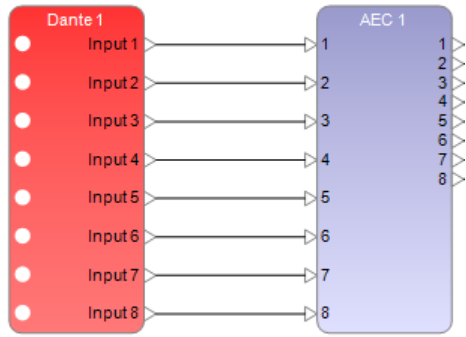 Dante 1
Input 1
Input 2
Input 3
Input 4
Input 5
Input 6
Input 7
Input 8
AEC 1
1
2
3
4
5
6
7
8
1
2
3
4
5
6
7
8